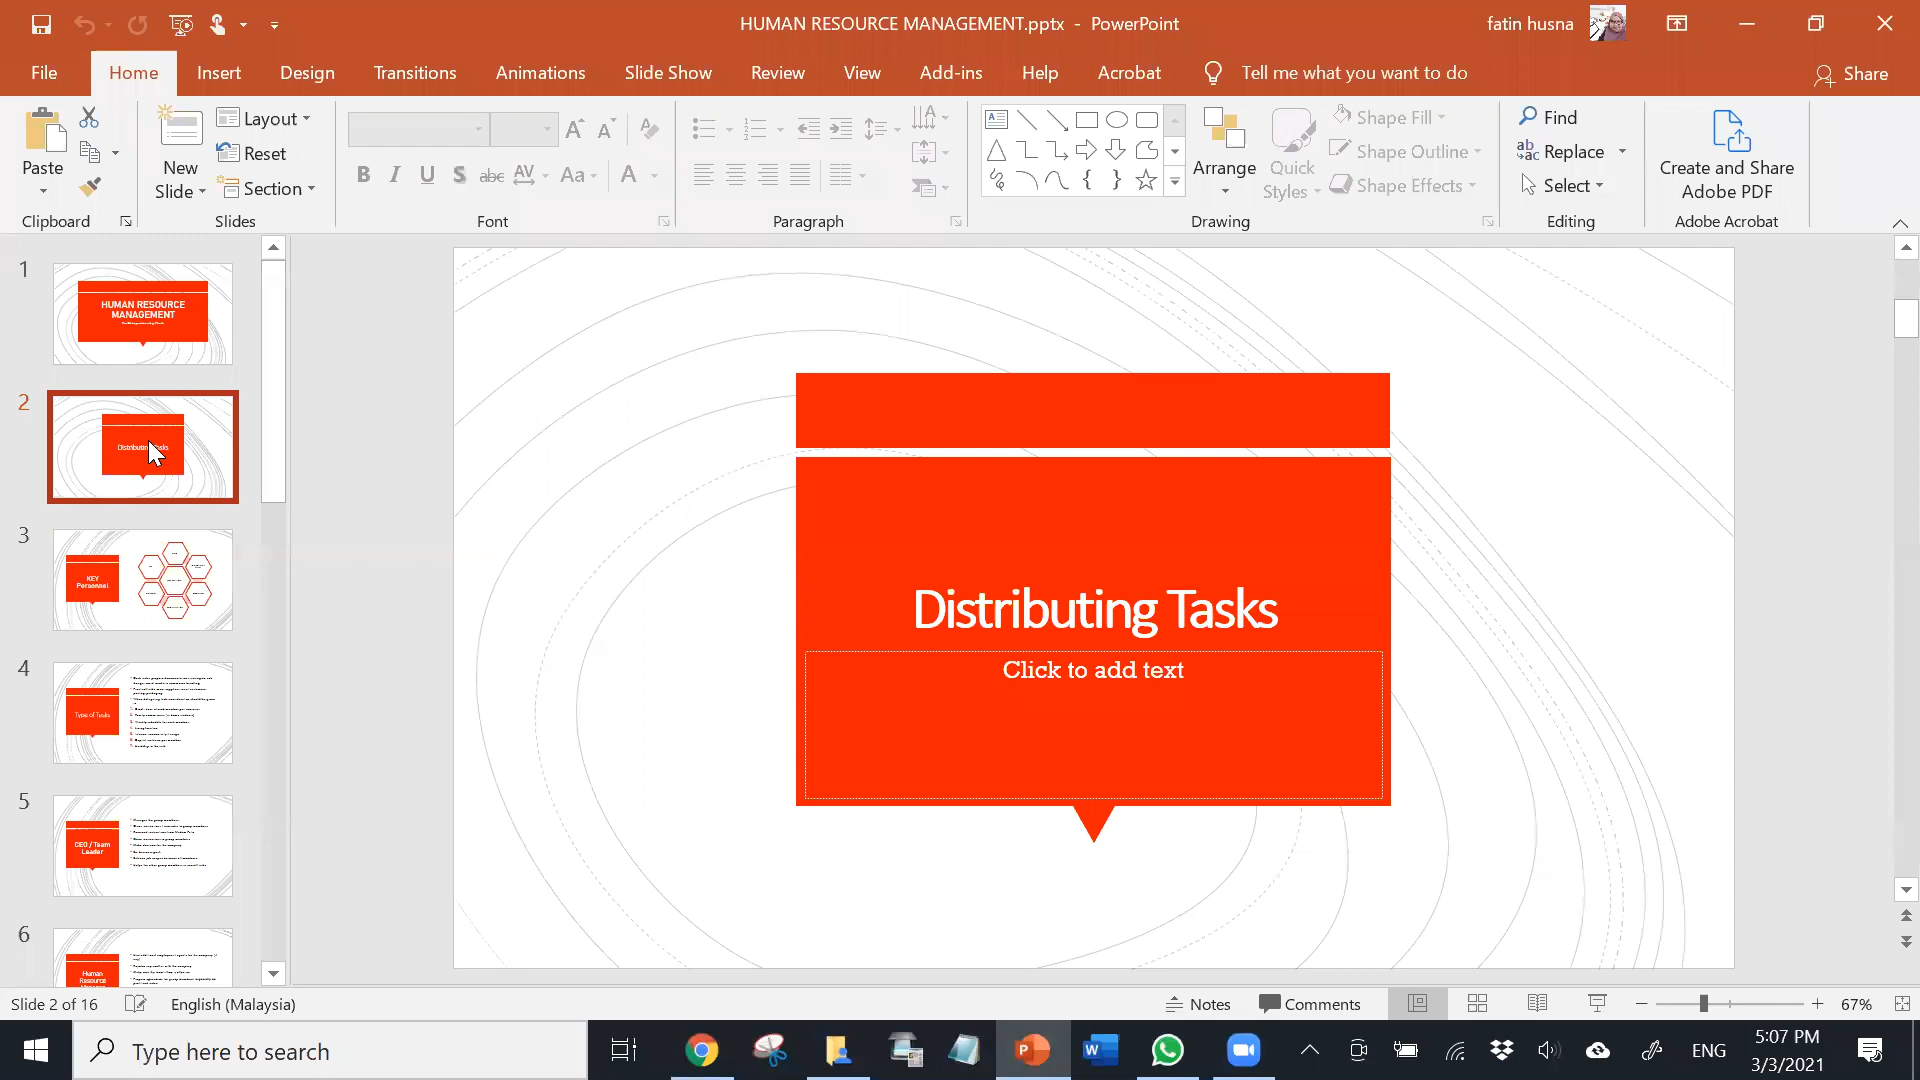 HUMAN RESOURCE MANAGEMENT.pptx - PowerPoint
fatin husna
File Home Insert Design Transitions Animations Slide Show Review View Add-ins Help Acrobat Tell me what you want to do Share
Paste
New Slide
Layout
Reset
Section
B I U S abc AV Aa A
Arrange
Quick Styles
Shape Fill
Shape Outline
Shape Effects
Find
Replace
Select
Create and Share Adobe PDF
Clipboard Slides Font Paragraph Drawing Editing Adobe Acrobat
1
HUMAN RESOURCE
MANAGEMENT
2
Distributing Tasks
3
KEY
Personnel
4
Type of Tasks
5
CEO / Team
Leader
6
Human
Resource
Distributing Tasks
Click to add text
Slide 2 of 16 English (Malaysia) Notes Comments 67%
Type here to search
ENG
5:07 PM
3/3/2021